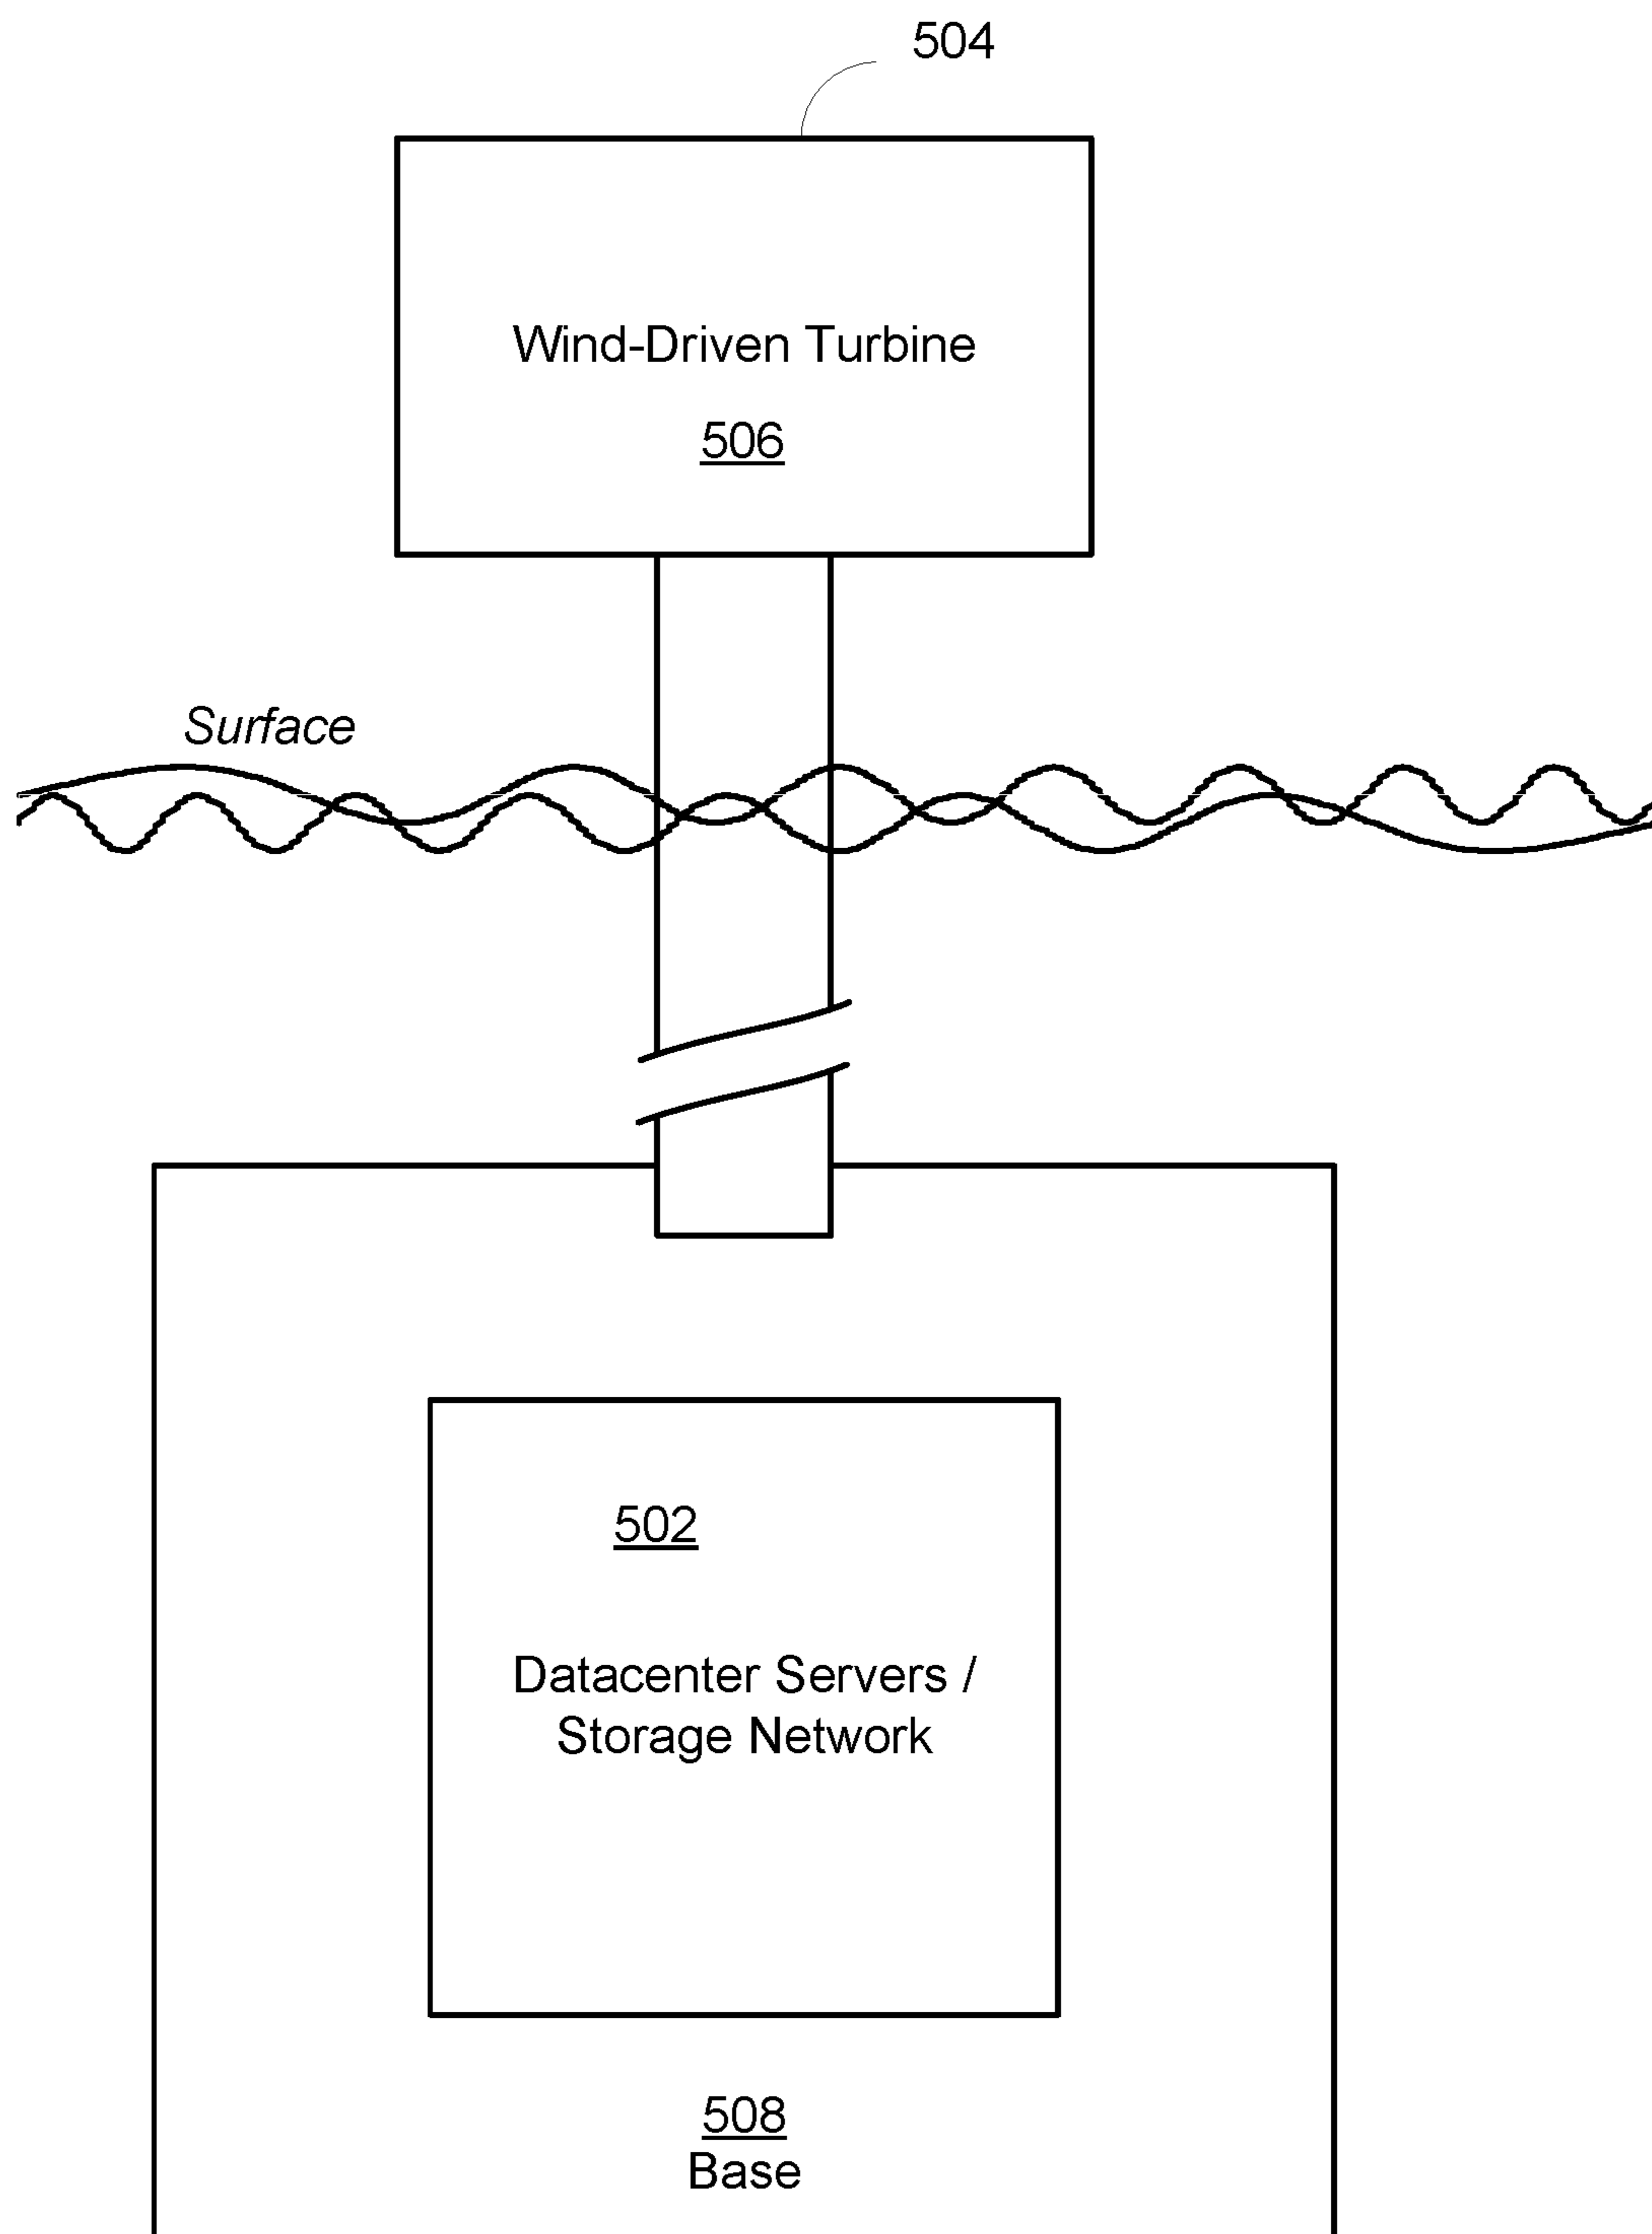 504
Wind-Driven Turbine
506
Surface
502
Datacenter Servers /
Storage Network
508
Base